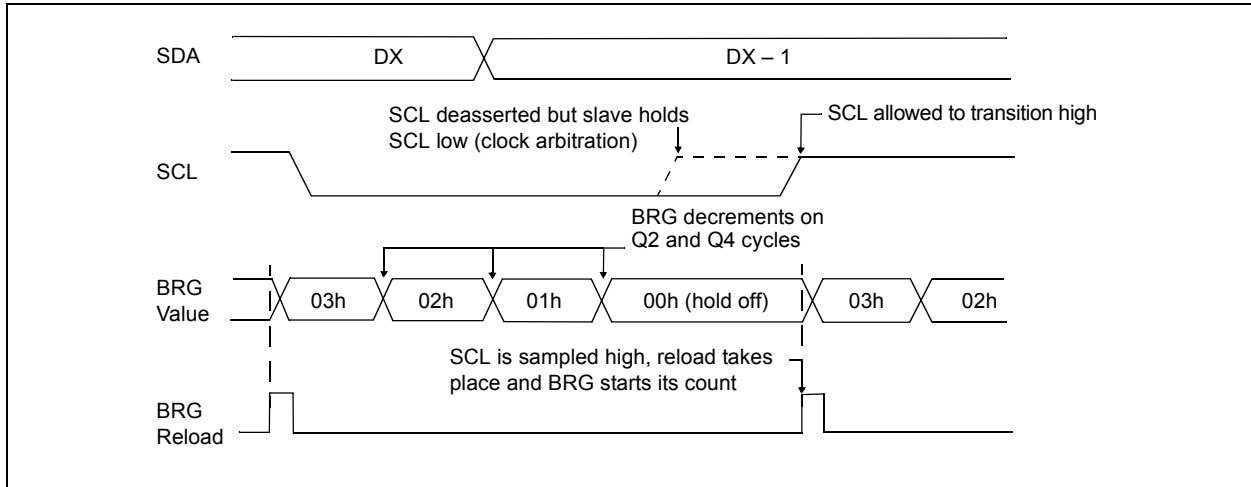 SDA
DX
DX – 1
SCL deasserted but slave holds
SCL low (clock arbitration)
SCL allowed to transition high
SCL
BRG decrements on
Q2 and Q4 cycles
BRG
Value
03h
02h
01h
00h (hold off)
03h
02h
SCL is sampled high, reload takes
place and BRG starts its count
BRG
Reload